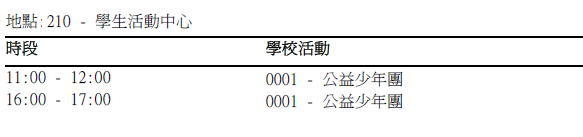 地點:210 - 學生活動中心
時段 學校活動
11:00 - 12:00 0001 - 公益少年團
16:00 - 17:00 0001 - 公益少年團